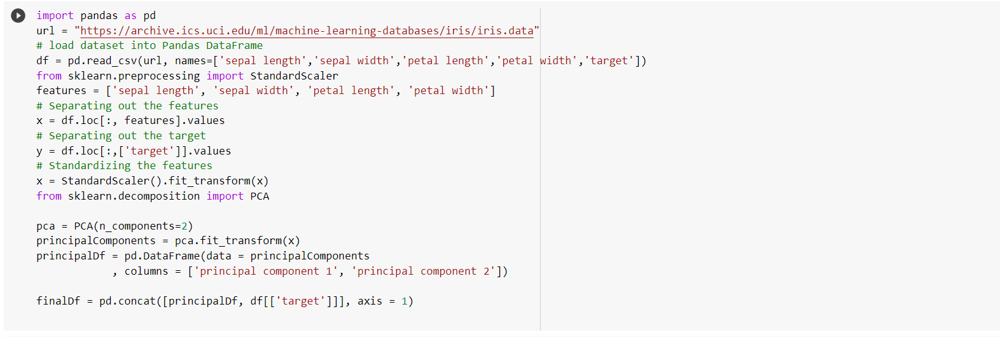 import pandas as pd
url = "https://archive.ics.uci.edu/ml/machine-learning-databases/iris/iris.data"
# load dataset into Pandas DataFrame
df = pd.read_csv(url, names=['sepal length','sepal width','petal length','petal width','target'])
from sklearn.preprocessing import StandardScaler
features = ['sepal length', 'sepal width', 'petal length', 'petal width']
# Separating out the features
x = df.loc[:, features].values
# Separating out the target
y = df.loc[:,['target']].values
# Standardizing the features
x = StandardScaler().fit_transform(x)
from sklearn.decomposition import PCA

pca = PCA(n_components=2)
principalComponents = pca.fit_transform(x)
principalDf = pd.DataFrame(data = principalComponents
            , columns = ['principal component 1', 'principal component 2'])

finalDf = pd.concat([principalDf, df[['target']]], axis = 1)